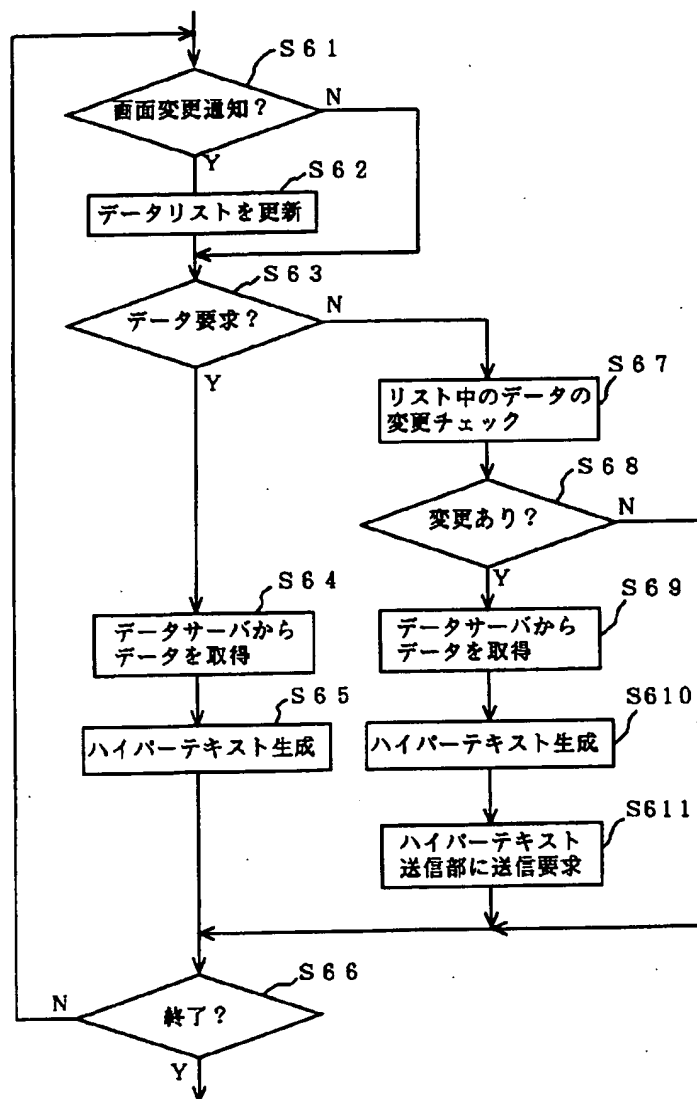 S61
画面変更通知?
N
Y
S62
データリストを更新
S63
データ要求?
N
Y
S67
リスト中のデータの
変更チェック
S68
変更あり?
N
Y
S64
データサーバから
データを取得
S69
データサーバから
データを取得
S65
ハイパーテキスト生成
S610
ハイパーテキスト生成
S611
ハイパーテキスト
送信部に送信要求
S66
終了?
N
Y